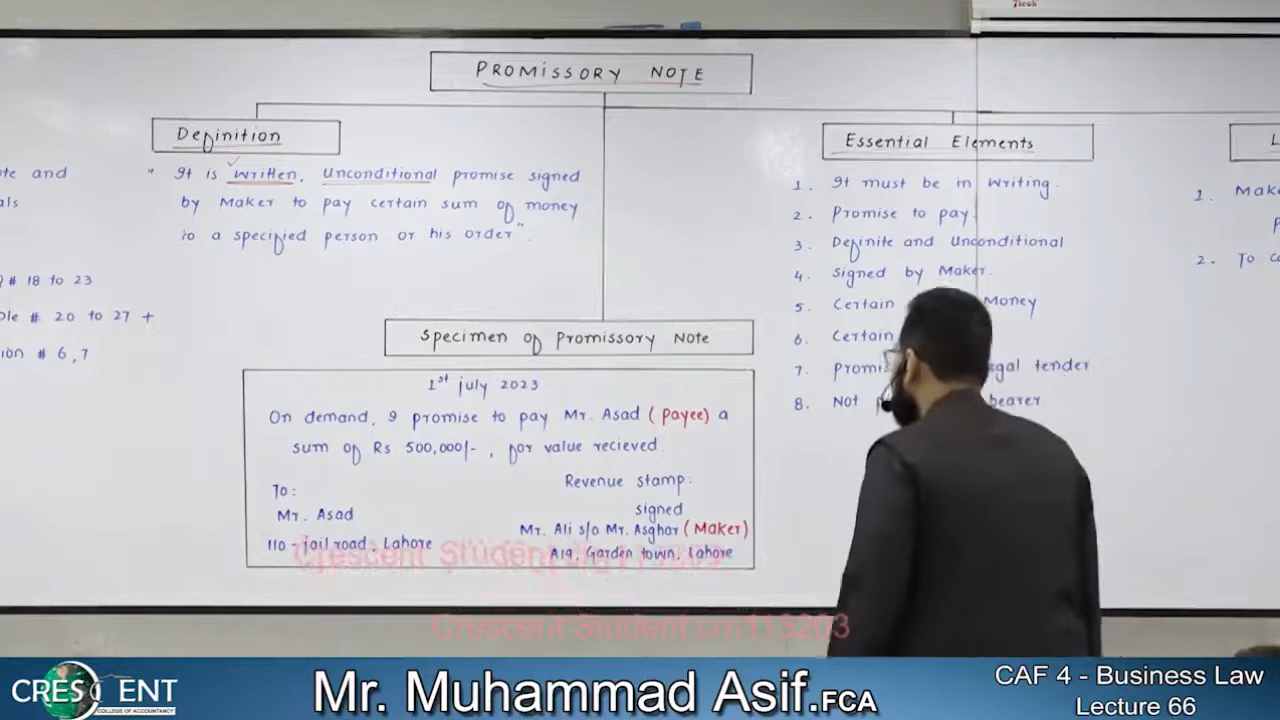 PROMISSORY NOTE
Definition
" It is written, unconditional promise signed
by Maker to pay certain sum of money
to a specified person or his order".
ote and
als
# 18 to 23
# 20 to 27 +
ion # 6,7
Specimen of Promissory Note
1st july 2023
On demand, I promise to pay Mr. Asad (Payee) a
sum of Rs 500,000/-, for value recieved.
To:
Mr. Asad
110 - jail road, Lahore
Revenue stamp:
signed
Mr. Ali s/o Mr. Asghar (Maker)
A19, Garden town, Lahore
Essential Elements
1. It must be in writing.
2. Promise to pay.
3. Definite and Unconditional
4. Signed by Maker.
5. Certain Money
6. Certain
7. Promis gal tender
8. Not bearer.
L
1. Make
2. To co
Crescent Student
Crescent Student crn113203
CRESCENT
COLLEGE OF ACCOUNTANCY
Mr. Muhammad Asif.FCA
CAF 4 - Business Law
Lecture 66